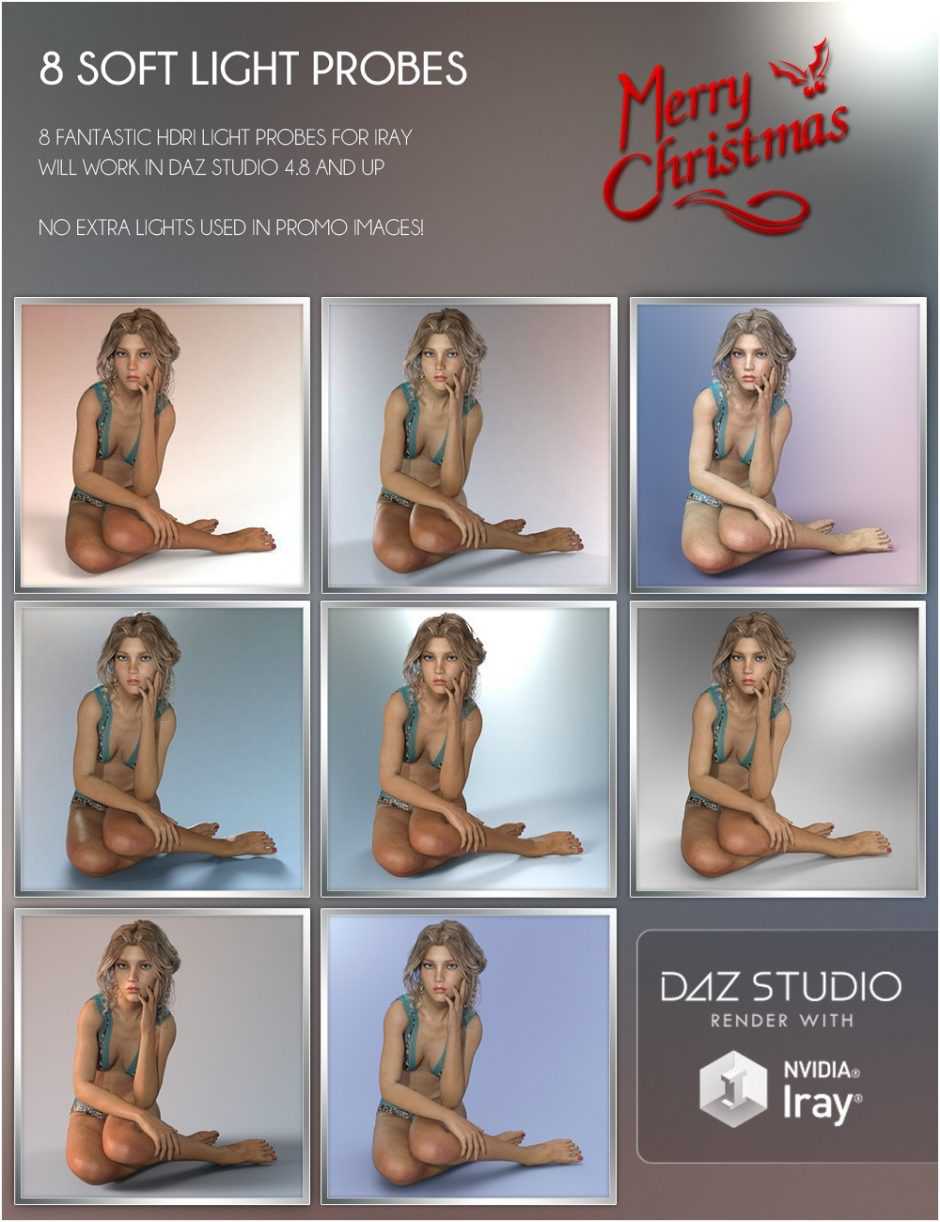 8 SOFT LIGHT PROBES
8 FANTASTIC HDRI LIGHT PROBES FOR IRAY
WILL WORK IN DAZ STUDIO 4.8 AND UP
NO EXTRA LIGHTS USED IN PROMO IMAGES!
Merry
Christmas
DAZ STUDIO
RENDER WITH
NVIDIA®
Iray®